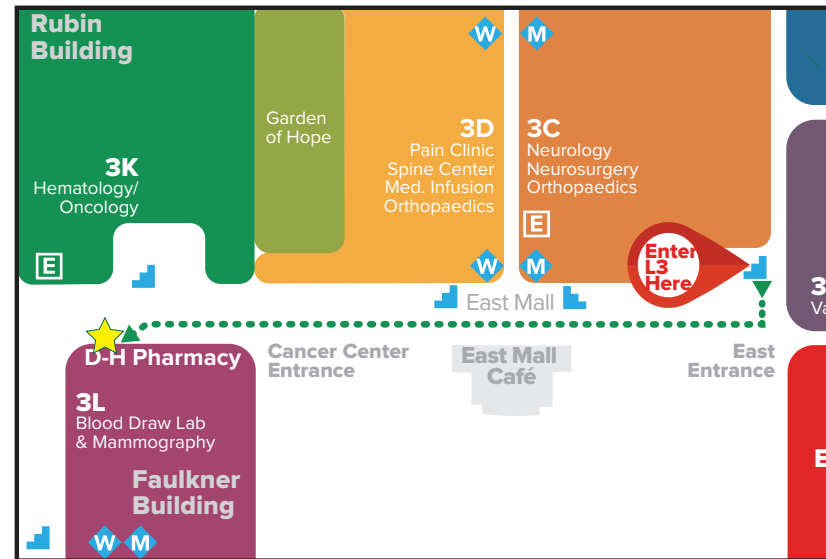 Rubin
Building
W
M
Garden
of Hope
3K
Hematology/
Oncology
E
3D
Pain Clinic
Spine Center
Med. Infusion
Orthopaedics
W
3C
Neurology
Neurosurgery
Orthopaedics
E
M
Enter
L3
Here
3
Va
East Mall
D-H Pharmacy
Cancer Center
Entrance
East Mall
Café
East
Entrance
3L
Blood Draw Lab
& Mammography
Faulkner
Building
W
M
E